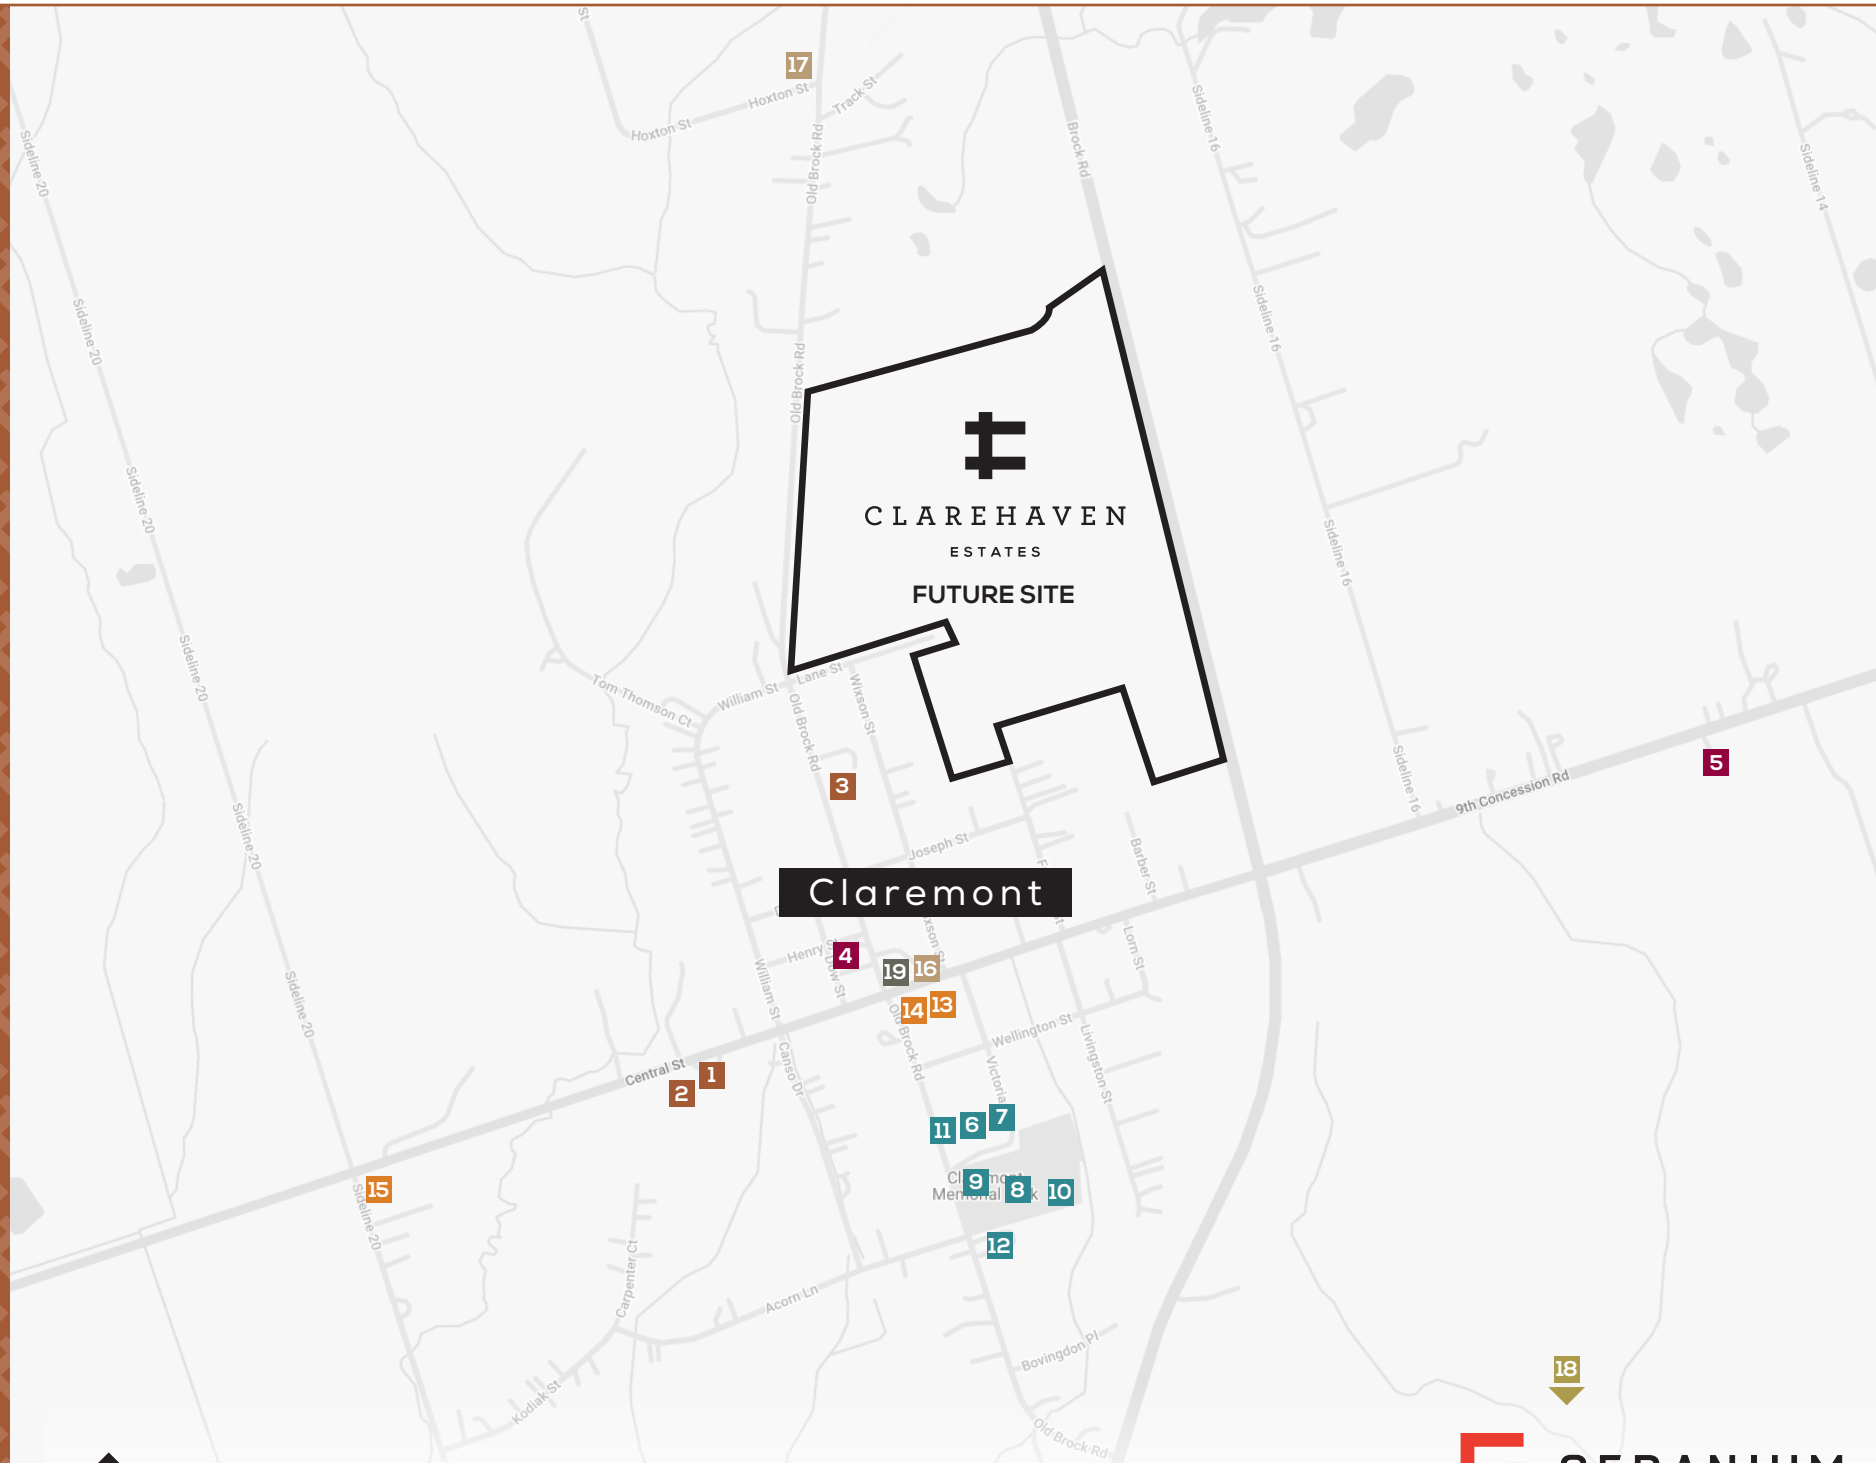 St
17
Hoxton St
Hoxton St
Track St
Old Brock Rd
Brock Rd
Sideline 16
Sideline 14
Sideline 20
Sideline 20
Old Brock Rd
Sideline 16
CLAREHAVEN
ESTATES
FUTURE SITE
Sideline 20
Sideline 16
Sideline 20
Tom Thomson Ct
William St
Lane St
Wixson St
Old Brock Rd
3
5
Sideline 16
9th Concession Rd
Sideline 20
Joseph St
Barber St
Claremont
Henry St
4
19
16
14
13
Lorn St
William St
Sideline 20
Old Brock Rd
Wellington St
Livingston St
Central St
1
2
Canso Dr
Victoria
11
6
7
15
Sideline 20
9
8
10
Memorial
12
Carpenter Ct
Acorn Ln
Bovingdon Pl
Kodiak St
Old Brock Rd
18
GERANIUM